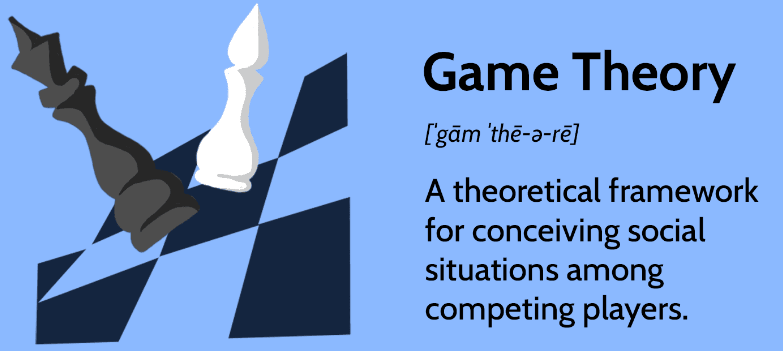 Game Theory
[ˈgām ˈthē-ə-rē]
A theoretical framework
for conceiving social
situations among
competing players.